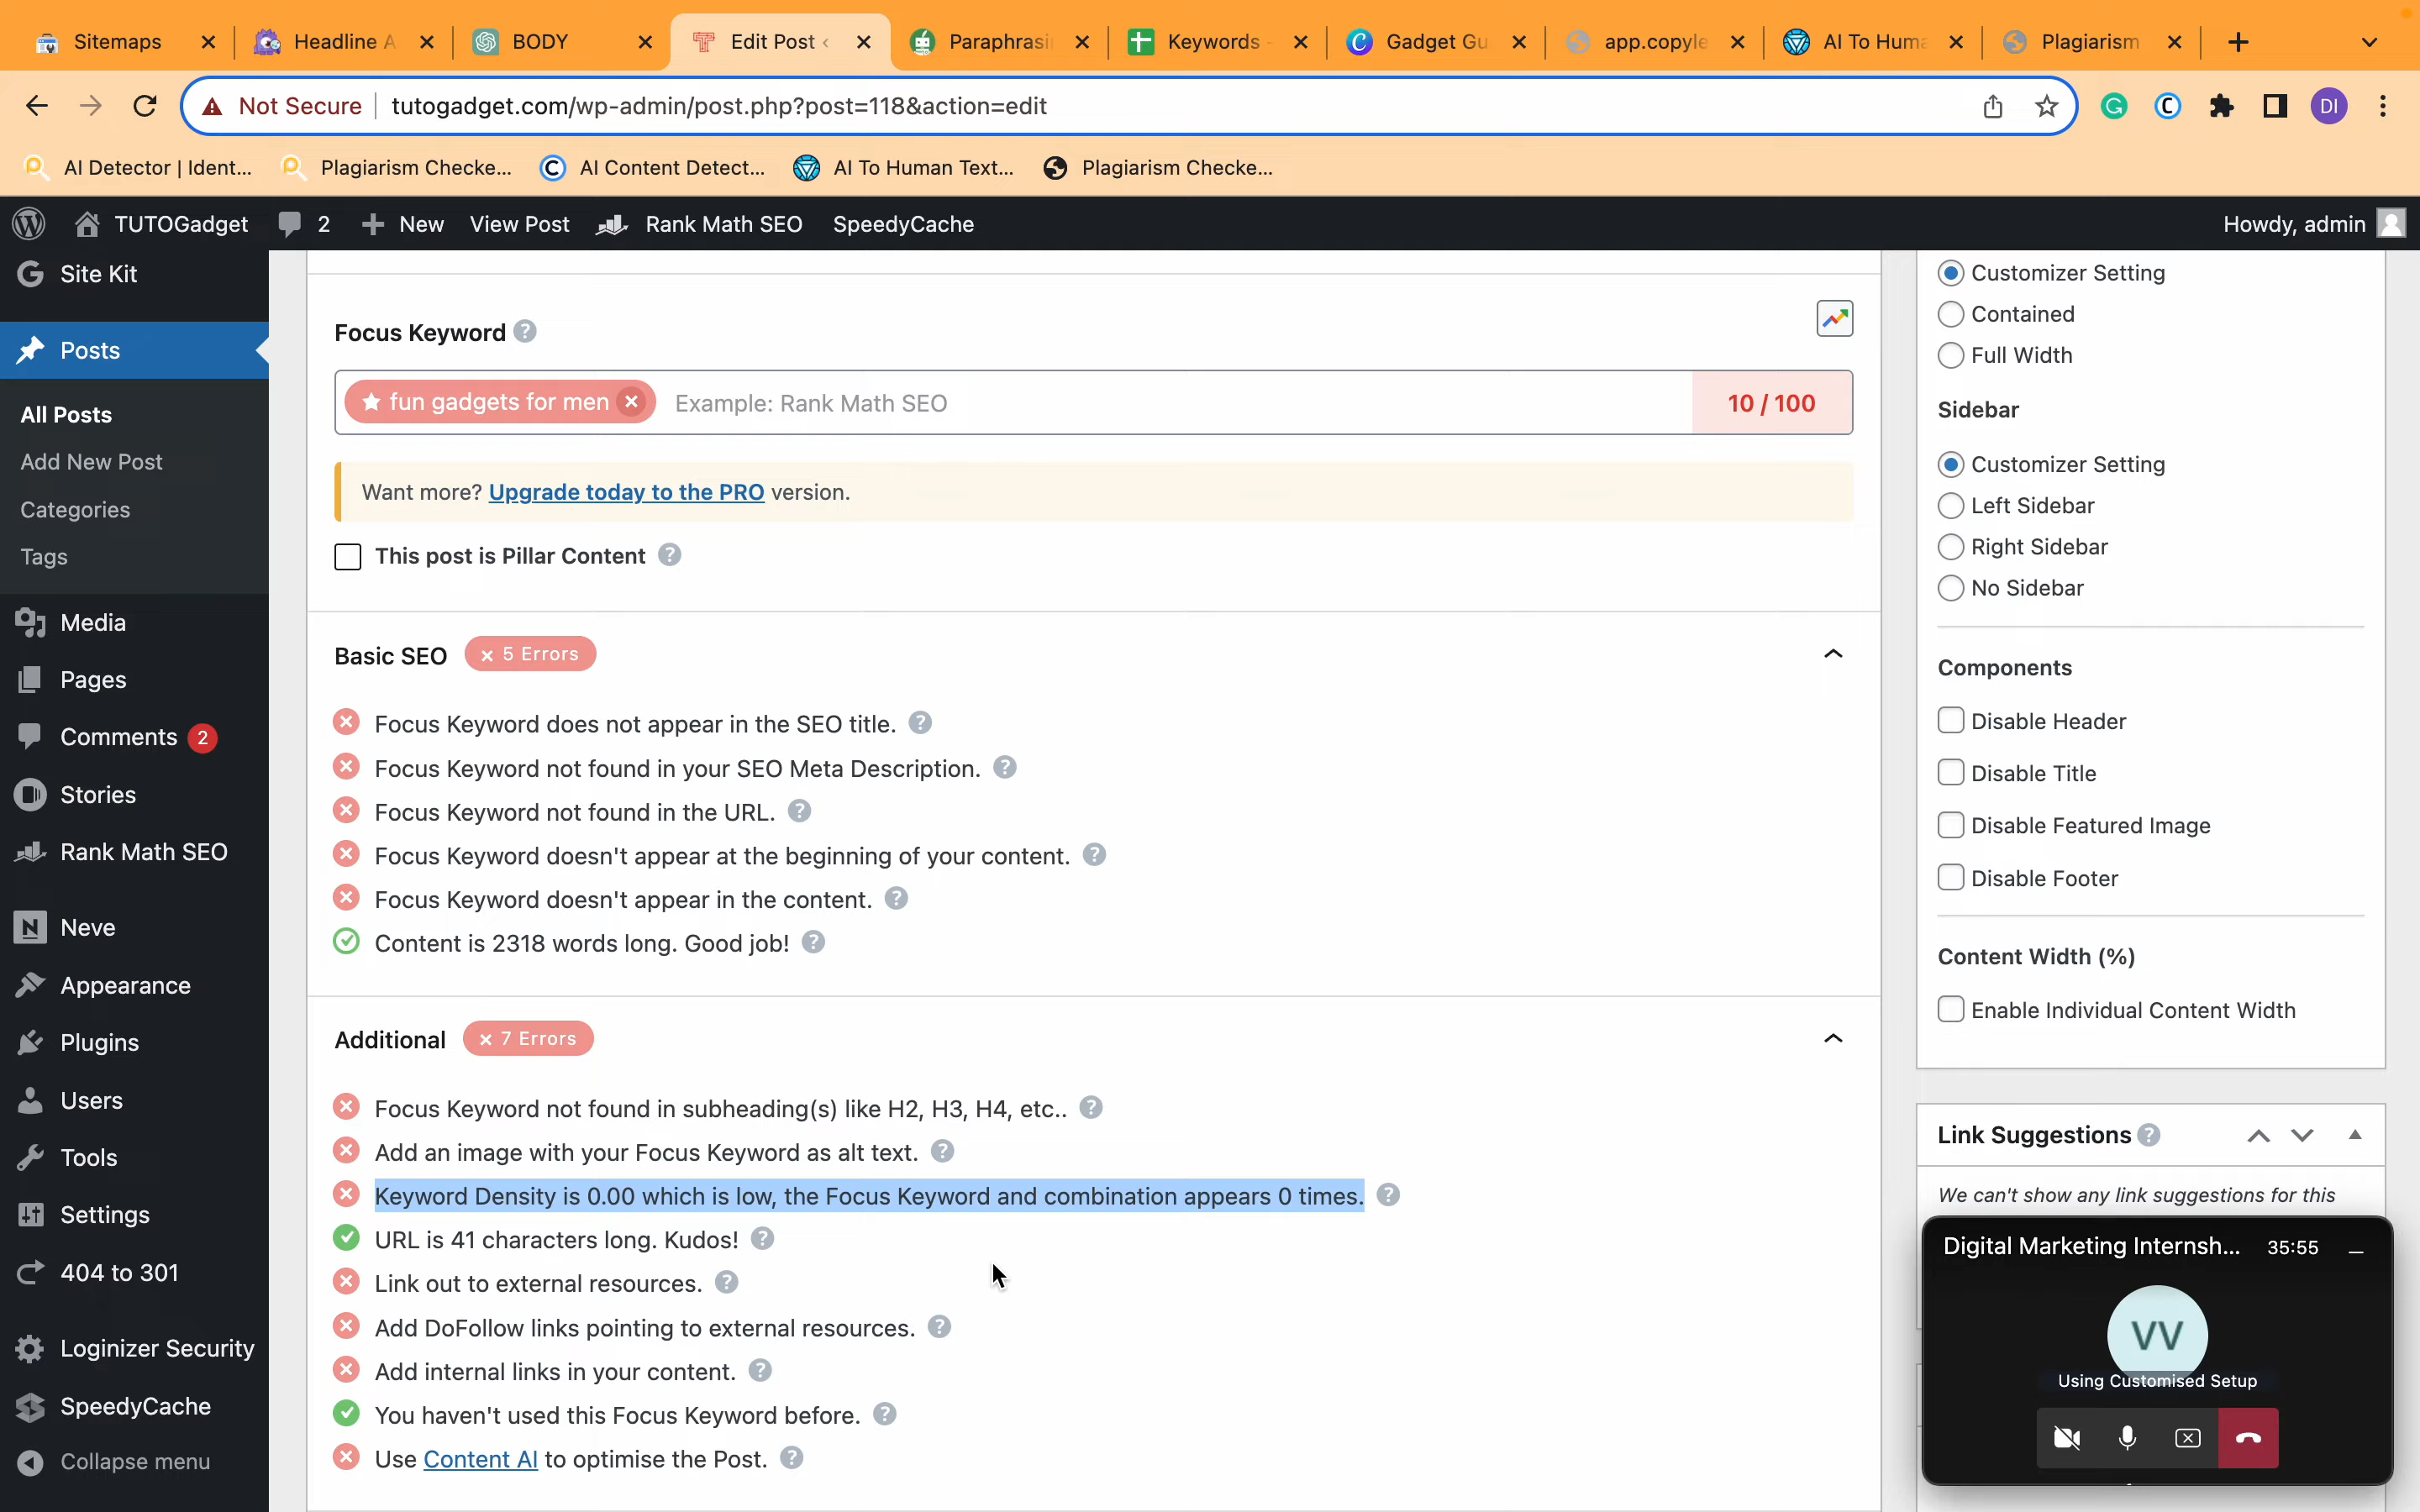 Sitemaps
Headline A
BODY
Edit Post ‹
Paraphrasi
Keywords -
Gadget Gu
app.copyle
AI To Huma
Plagiarism
Not Secure
tutogadget.com/wp-admin/post.php?post=118&action=edit
DI
AI Detector | Ident...
Plagiarism Checke...
AI Content Detect...
AI To Human Text...
Plagiarism Checke...
TUTOGadget
2
New
View Post
Rank Math SEO
SpeedyCache
Howdy, admin
Site Kit
Posts
All Posts
Add New Post
Categories
Tags
Media
Pages
Comments 2
Stories
Rank Math SEO
Neve
Appearance
Plugins
Users
Tools
Settings
404 to 301
Loginizer Security
SpeedyCache
Collapse menu
Focus Keyword
fun gadgets for men
Example: Rank Math SEO
10 / 100
Want more? Upgrade today to the PRO version.
This post is Pillar Content
Basic SEO
× 5 Errors
Focus Keyword does not appear in the SEO title.
Focus Keyword not found in your SEO Meta Description.
Focus Keyword not found in the URL.
Focus Keyword doesn't appear at the beginning of your content.
Focus Keyword doesn't appear in the content.
Content is 2318 words long. Good job!
Additional
× 7 Errors
Focus Keyword not found in subheading(s) like H2, H3, H4, etc..
Add an image with your Focus Keyword as alt text.
Keyword Density is 0.00 which is low, the Focus Keyword and combination appears 0 times.
URL is 41 characters long. Kudos!
Link out to external resources.
Add DoFollow links pointing to external resources.
Add internal links in your content.
You haven't used this Focus Keyword before.
Use Content AI to optimise the Post.
Customizer Setting
Contained
Full Width
Sidebar
Customizer Setting
Left Sidebar
Right Sidebar
No Sidebar
Components
Disable Header
Disable Title
Disable Featured Image
Disable Footer
Content Width (%)
Enable Individual Content Width
Link Suggestions
We can't show any link suggestions for this
Digital Marketing Internsh...
35:55
VV
Using Customised Setup